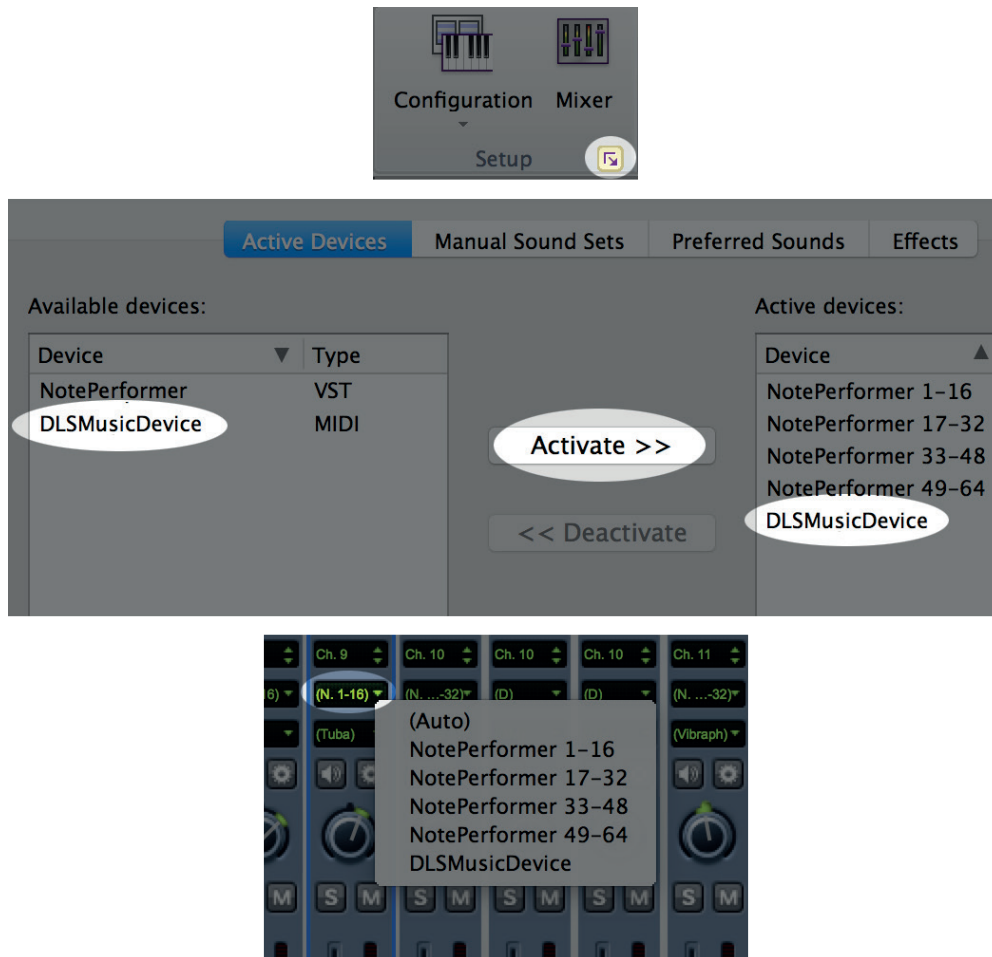 Configuration Mixer
Setup
Active Devices Manual Sound Sets Preferred Sounds Effects
Available devices: Active devices:
Device Type Device
NotePerformer VST NotePerformer 1-16
DLSMusicDevice MIDI NotePerformer 17-32
Activate >> NotePerformer 33-48
NotePerformer 49-64
<< Deactivate DLSMusicDevice
Ch. 9 Ch. 10 Ch. 10 Ch. 10 Ch. 11
6) (N. 1-16) (N. ...-32) (D) (D) (N. ...-32)
(Tuba) (Vibraph)
(Auto)
NotePerformer 1-16
NotePerformer 17-32
NotePerformer 33-48
NotePerformer 49-64
DLSMusicDevice
M S M S M S M S M S M